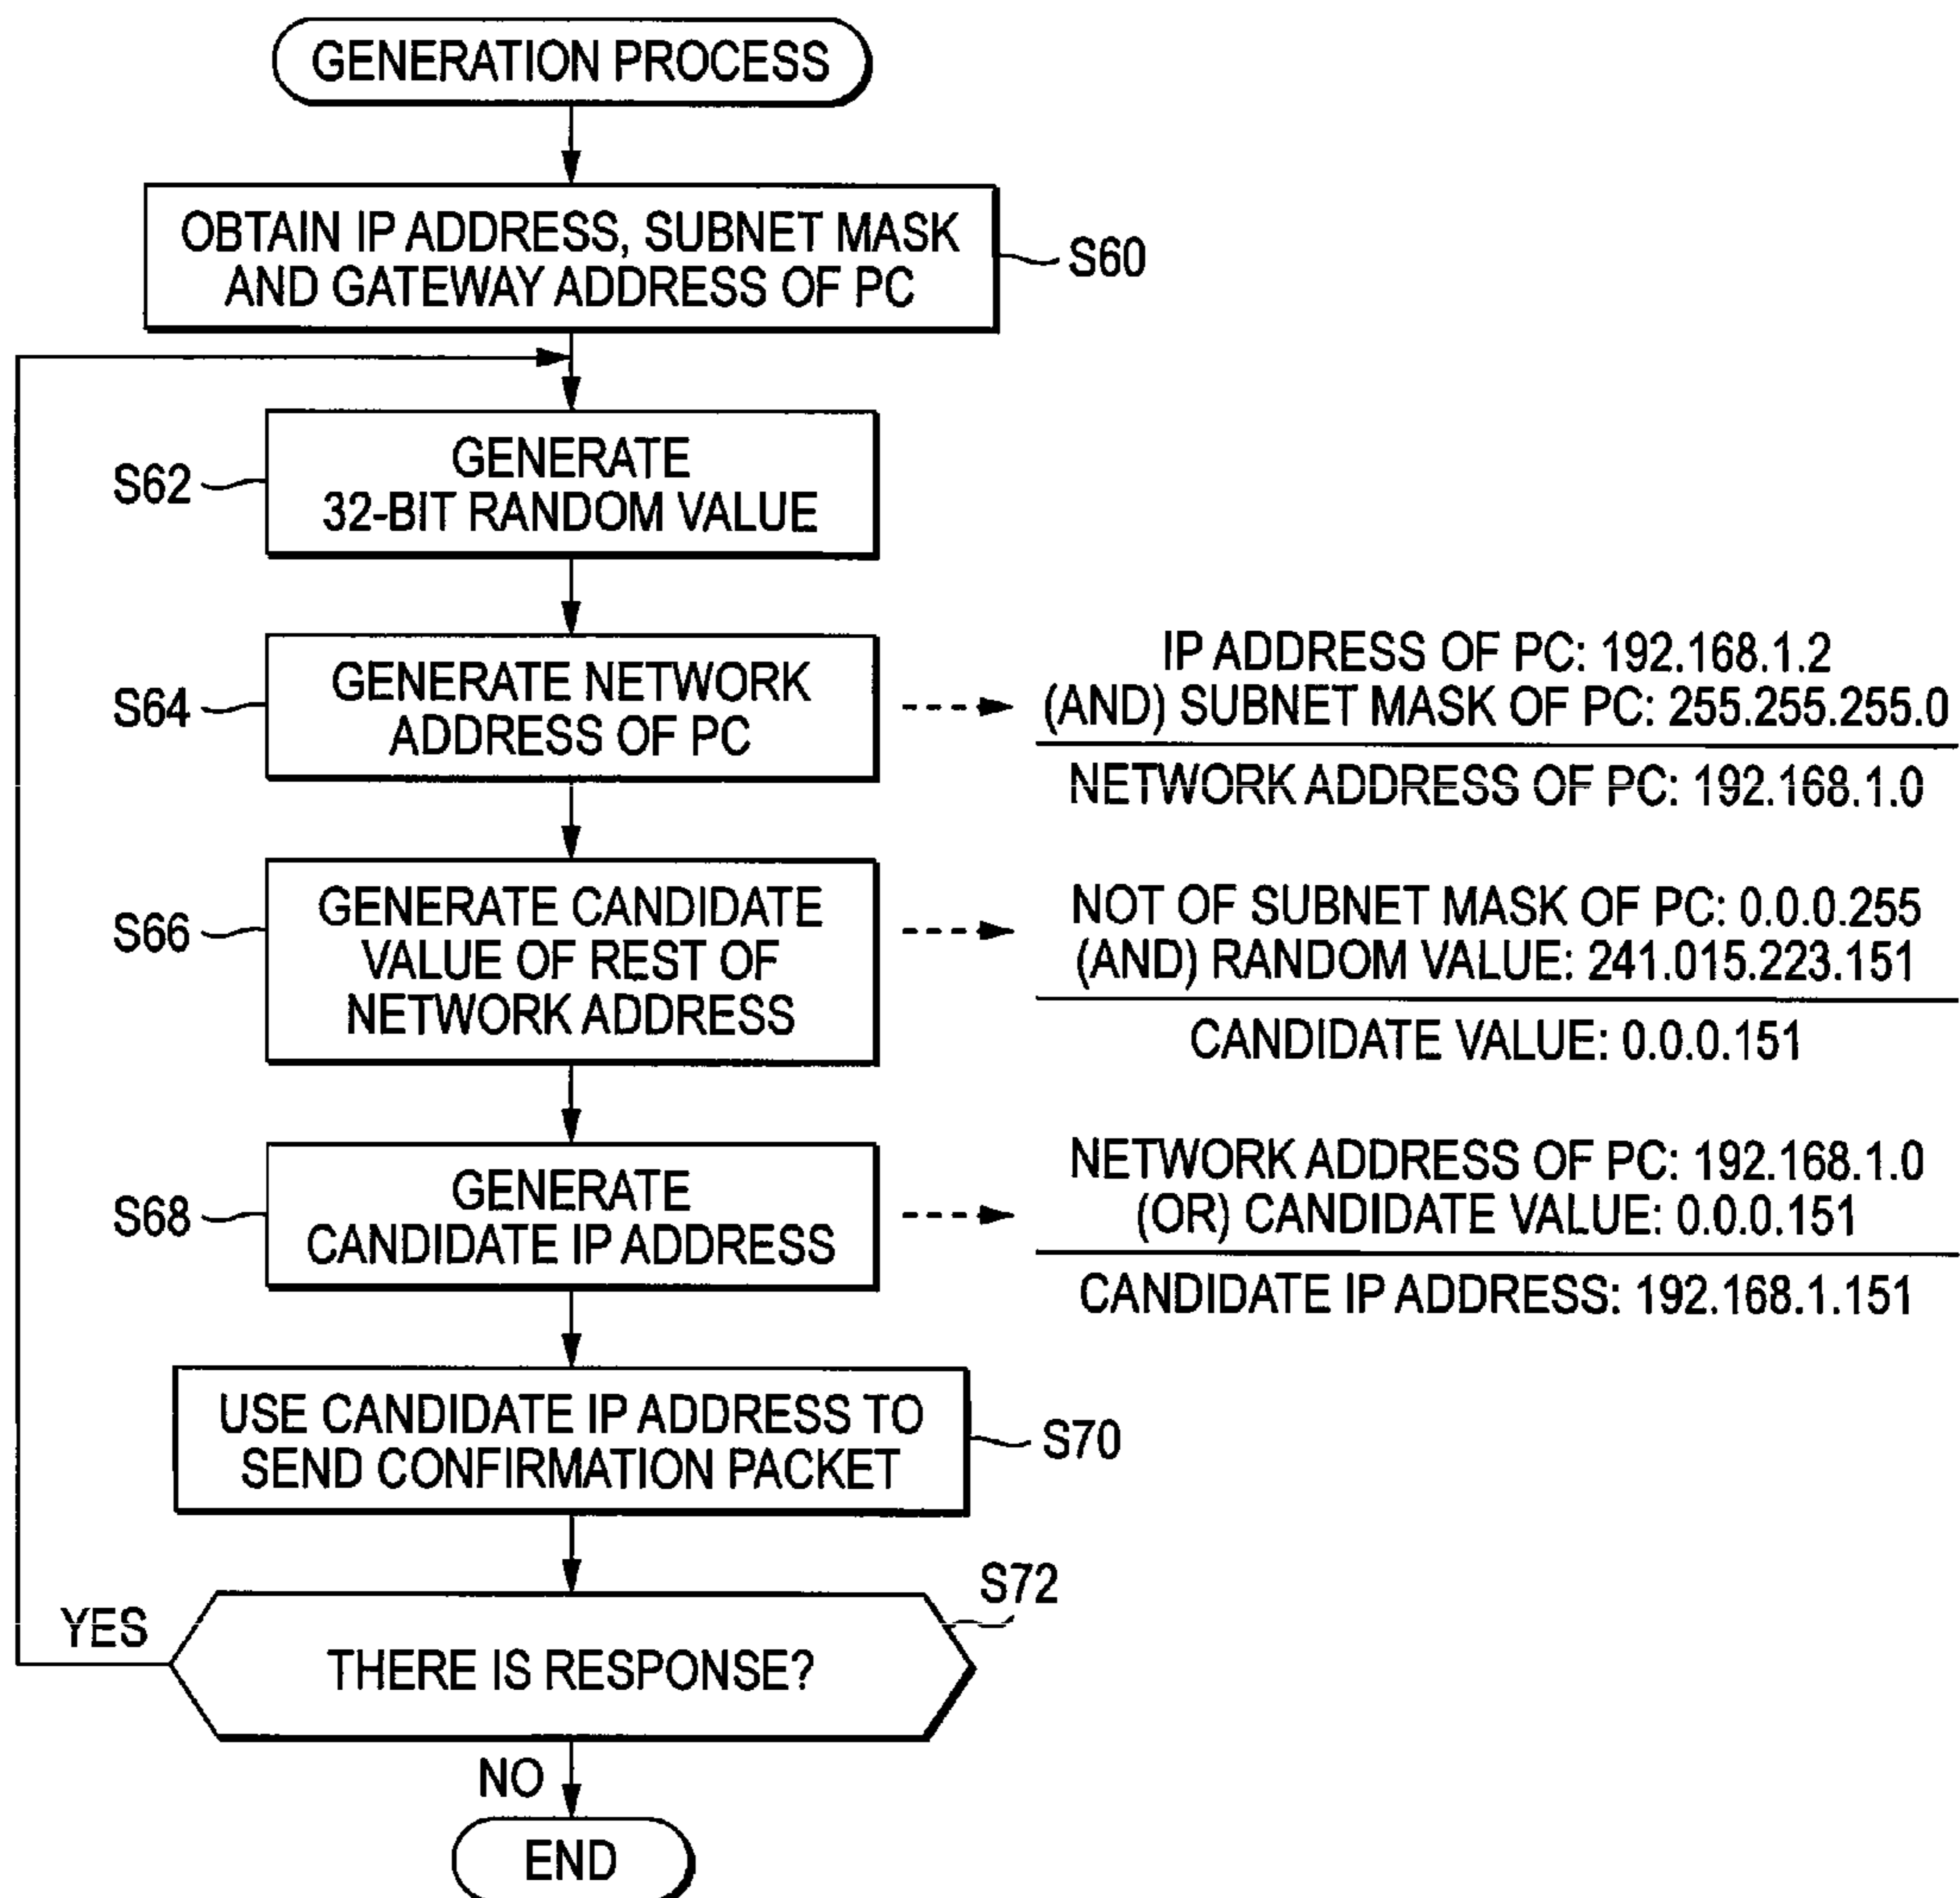 GENERATION PROCESS
OBTAIN IP ADDRESS, SUBNET MASK
AND GATEWAY ADDRESS OF PC
S60
S62
GENERATE
32-BIT RANDOM VALUE
S64
GENERATE NETWORK
ADDRESS OF PC
IP ADDRESS OF PC: 192.168.1.2
(AND) SUBNET MASK OF PC: 255.255.255.0
NETWORK ADDRESS OF PC: 192.168.1.0
S66
GENERATE CANDIDATE
VALUE OF REST OF
NETWORK ADDRESS
NOT OF SUBNET MASK OF PC: 0.0.0.255
(AND) RANDOM VALUE: 241.015.223.151
CANDIDATE VALUE: 0.0.0.151
S68
GENERATE
CANDIDATE IP ADDRESS
NETWORK ADDRESS OF PC: 192.168.1.0
(OR) CANDIDATE VALUE: 0.0.0.151
CANDIDATE IP ADDRESS: 192.168.1.151
USE CANDIDATE IP ADDRESS TO
SEND CONFIRMATION PACKET
S70
S72
YES
THERE IS RESPONSE?
NO
END